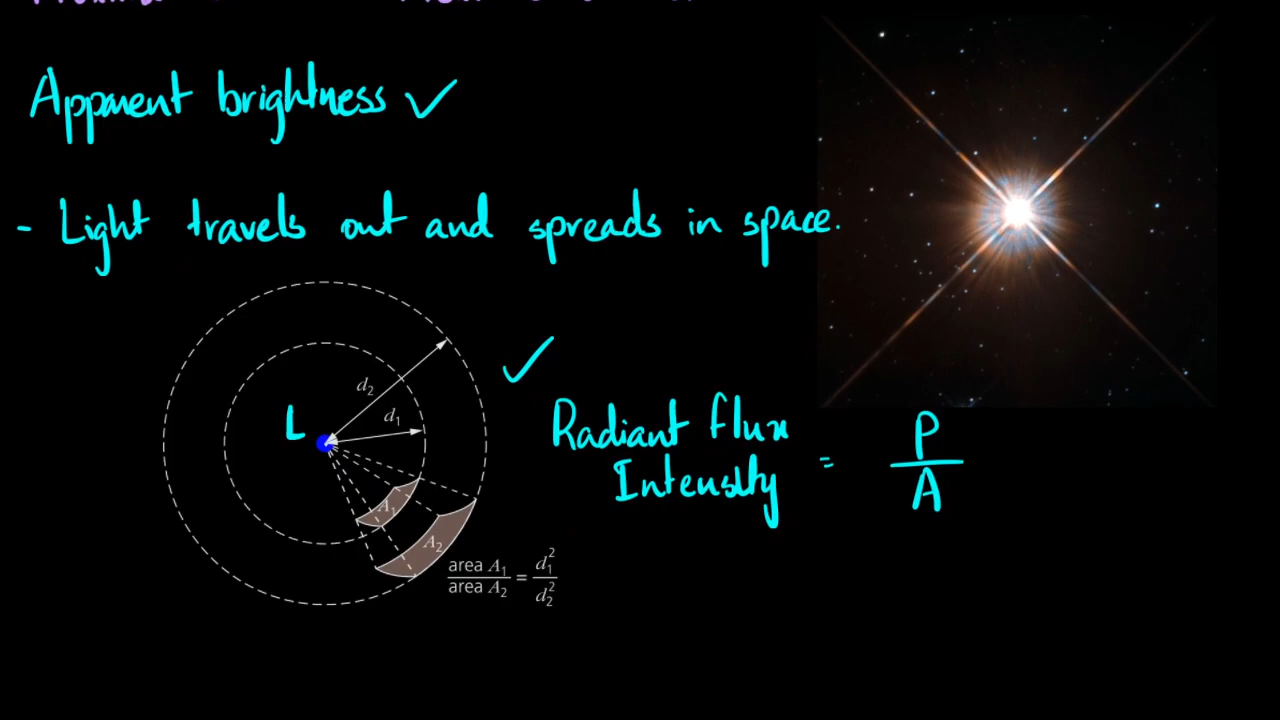 Apparent brightness ✓
- Light travels out and spreads in space.
d₂
L
d₁
✓
Radiant flux
Intensity = P/A
A₁
A₂
area A₁ / area A₂ = d₁² / d₂²